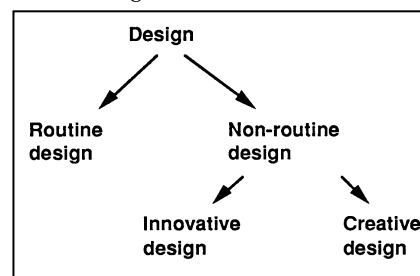 Design
Routine
design
Non-routine
design
Innovative
design
Creative
design